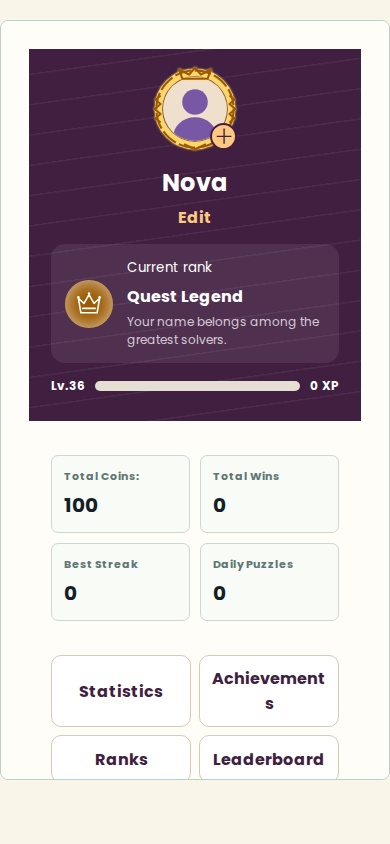 Nova
Edit
Current rank
Quest Legend
Your name belongs among the
greatest solvers.
Lv.36
0 XP
Total Coins:
100
Total Wins
0
Best Streak
0
Daily Puzzles
0
Statistics
Achievement
s
Ranks
Leaderboard